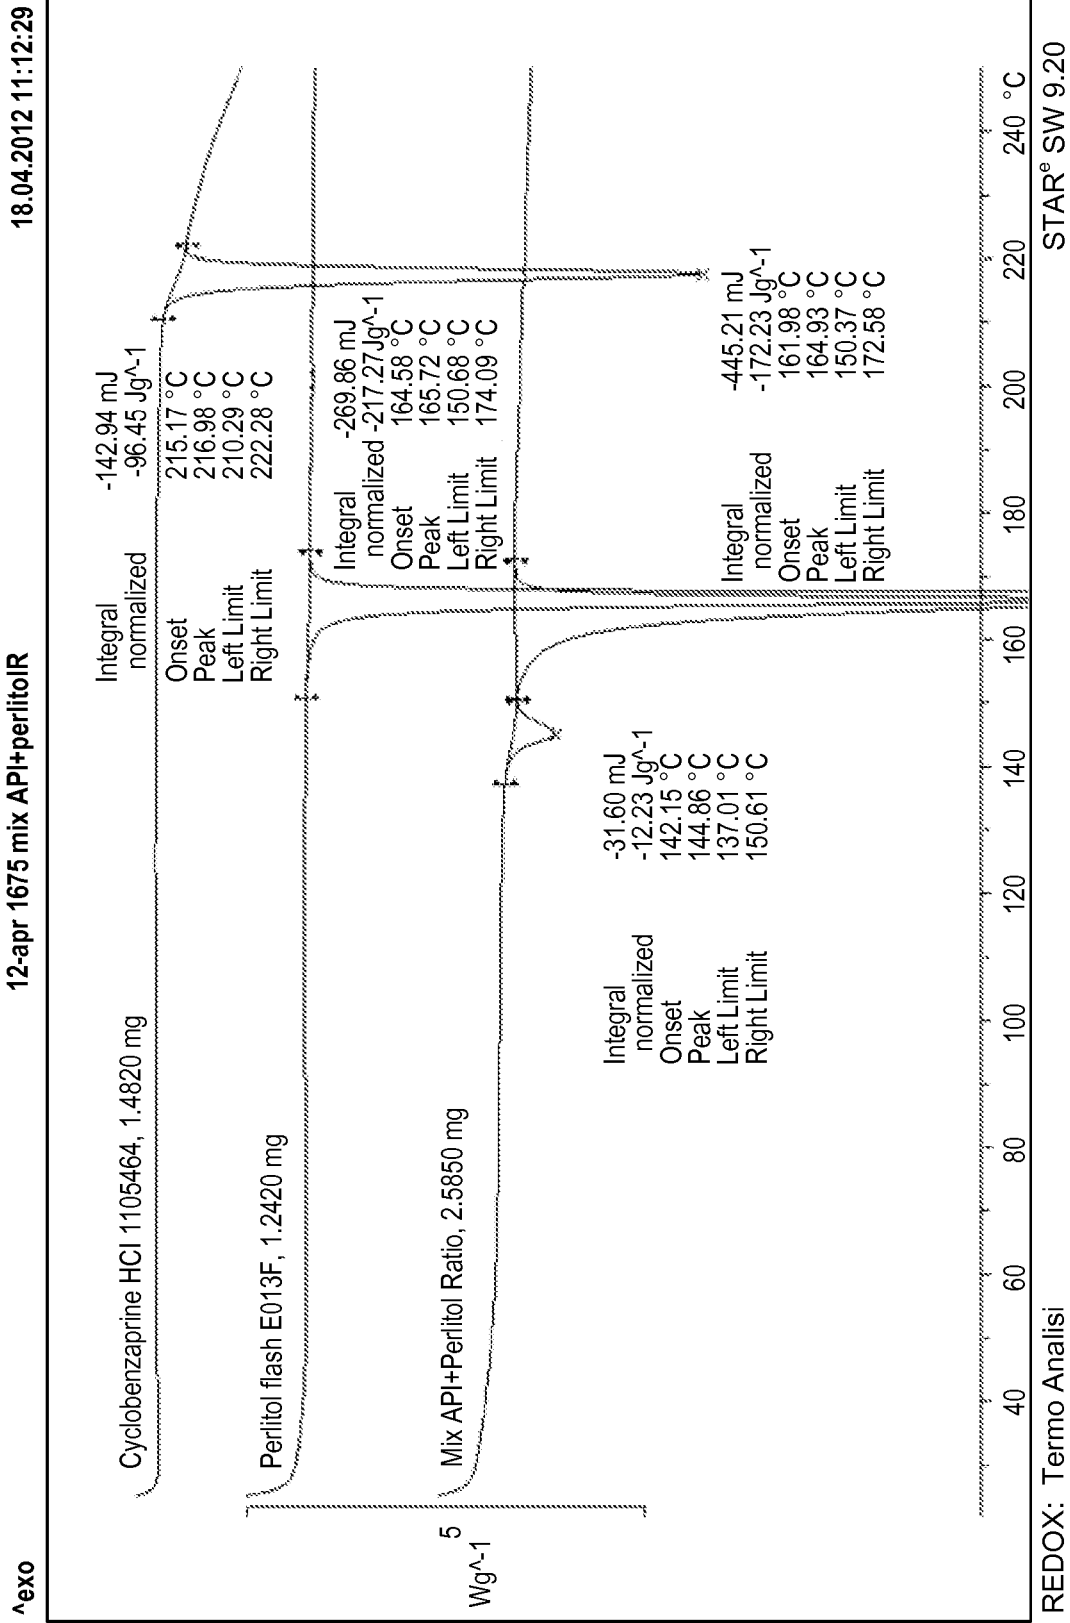 ^exo
12-apr 1675 mix API+perlitolR
18.04.2012 11:12:29
Cyclobenzaprine HCl 1105464, 1.4820 mg
Integral -142.94 mJ
normalized -96.45 Jg^-1
Onset 215.17 °C
Peak 216.98 °C
Left Limit 210.29 °C
Right Limit 222.28 °C
Perlitol flash E013F, 1.2420 mg
Integral -269.86 mJ
normalized -217.27Jg^-1
Onset 164.58 °C
Peak 165.72 °C
Left Limit 150.68 °C
Right Limit 174.09 °C
Mix API+Perlitol Ratio, 2.5850 mg
5
Wg^-1
Integral -31.60 mJ
normalized -12.23 Jg^-1
Onset 142.15 °C
Peak 144.86 °C
Left Limit 137.01 °C
Right Limit 150.61 °C
Integral -445.21 mJ
normalized -172.23 Jg^-1
Onset 161.98 °C
Peak 164.93 °C
Left Limit 150.37 °C
Right Limit 172.58 °C
40 60 80 100 120 140 160 180 200 220 240 °C
REDOX: Termo Analisi
STARe SW 9.20